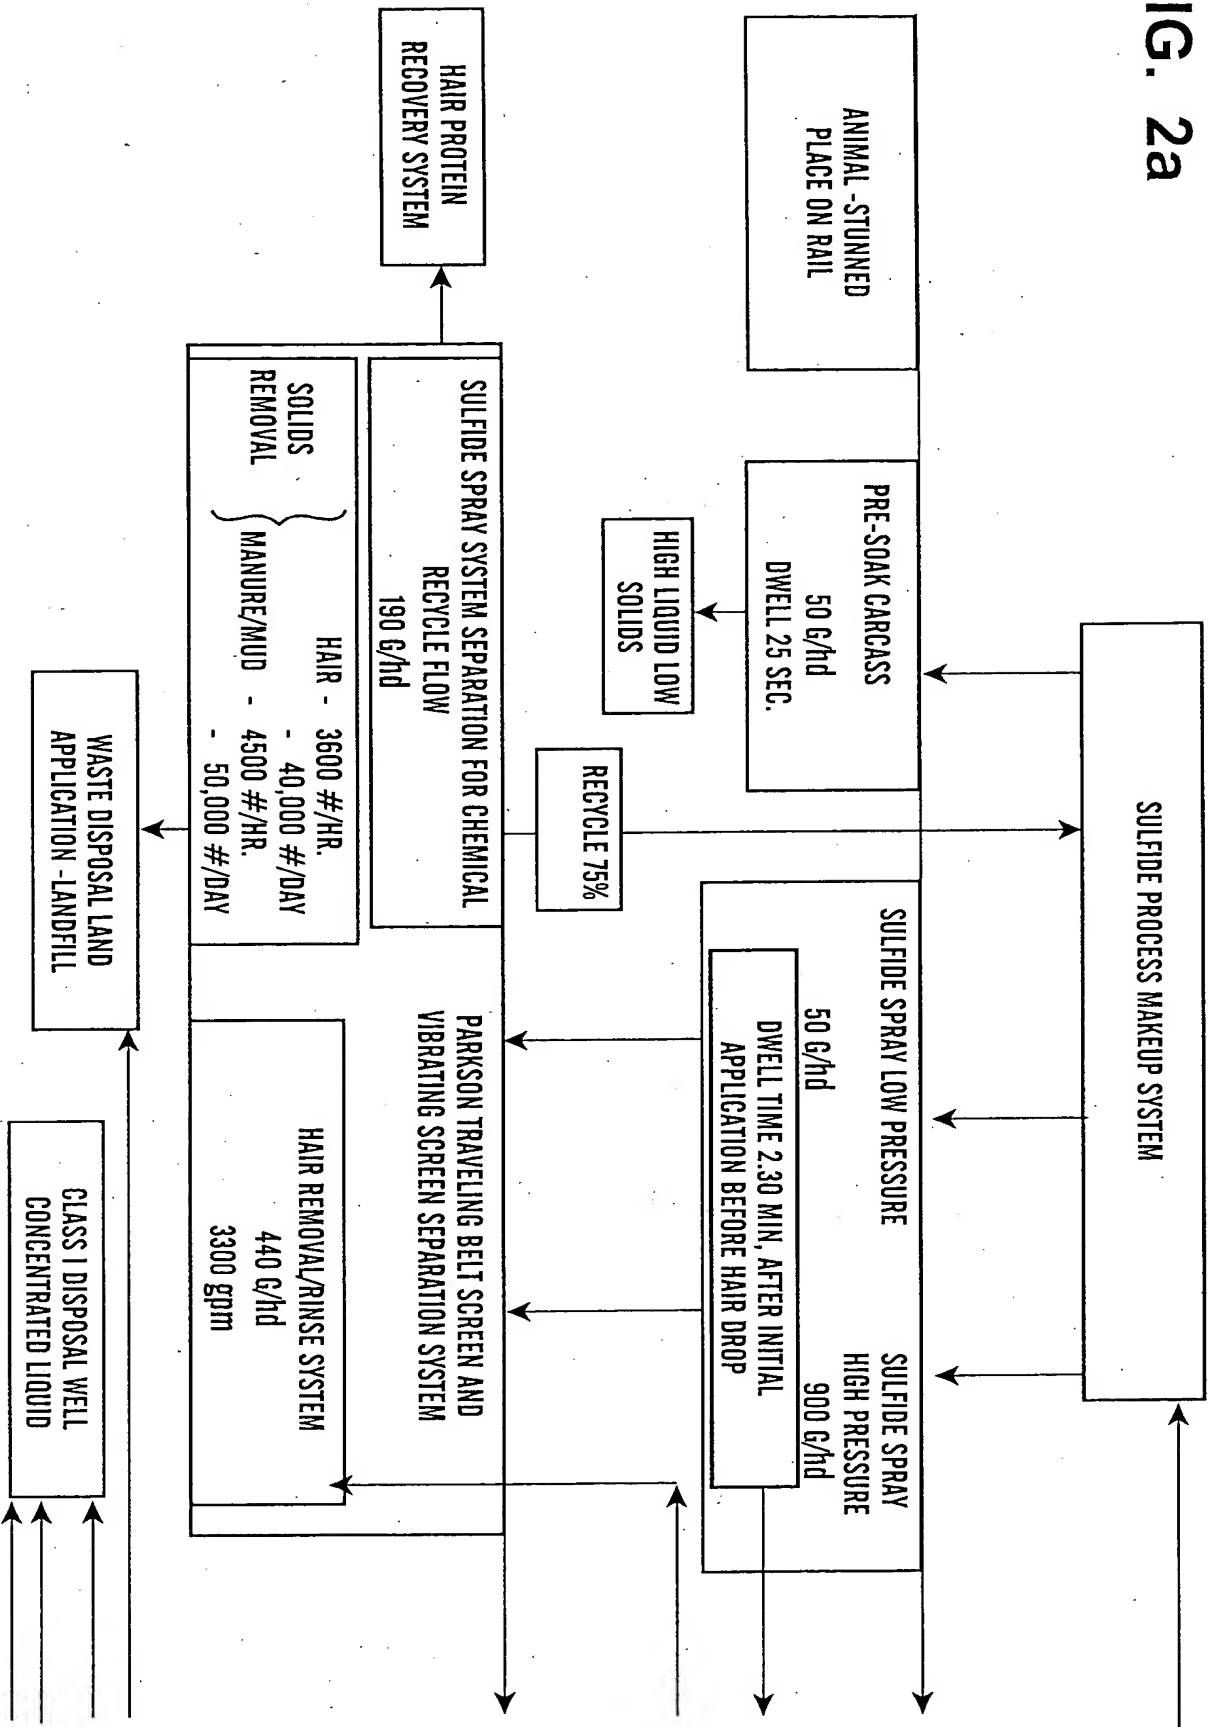 IG. 2a
SULFIDE PROCESS MAKEUP SYSTEM
ANIMAL -STUNNED
PLACE ON RAIL
PRE-SOAK CARCASS
50 G/hd
DWELL 25 SEC.
SULFIDE SPRAY LOW PRESSURE
50 G/hd
SULFIDE SPRAY
HIGH PRESSURE
900 G/hd
DWELL TIME 2.30 MIN, AFTER INITIAL
APPLICATION BEFORE HAIR DROP
HIGH LIQUID LOW
SOLIDS
RECYCLE 75%
HAIR PROTEIN
RECOVERY SYSTEM
SULFIDE SPRAY SYSTEM SEPARATION FOR CHEMICAL
RECYCLE FLOW
190 G/hd
PARKSON TRAVELING BELT SCREEN AND
VIBRATING SCREEN SEPARATION SYSTEM
SOLIDS
REMOVAL
HAIR - 3600 #/HR.
- 40,000 #/DAY
MANURE/MUD - 4500 #/HR.
- 50,000 #/DAY
HAIR REMOVAL/RINSE SYSTEM
440 G/hd
3300 gpm
WASTE DISPOSAL LAND
APPLICATION -LANDFILL
CLASS I DISPOSAL WELL
CONCENTRATED LIQUID